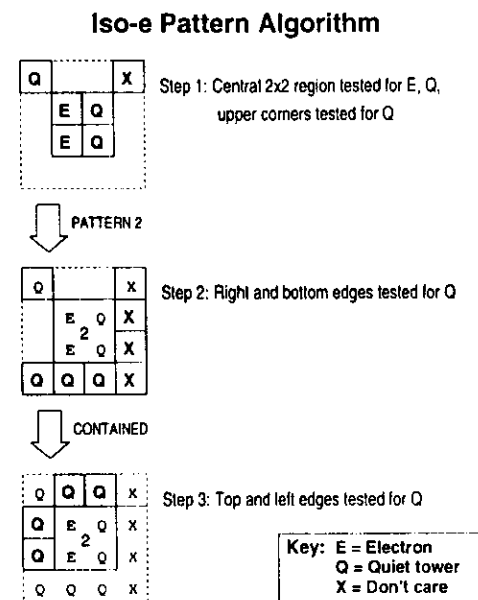 Iso-e Pattern Algorithm
Q X
E Q
E Q
Step 1: Central 2x2 region tested for E, Q,
upper corners tested for Q
PATTERN 2
Q X
E Q X
2
E Q X
Q Q Q X
Step 2: Right and bottom edges tested for Q
CONTAINED
Q Q Q X
Q E Q X
2
Q E Q X
Q Q Q X
Step 3: Top and left edges tested for Q
Key: E = Electron
Q = Quiet tower
X = Don't care